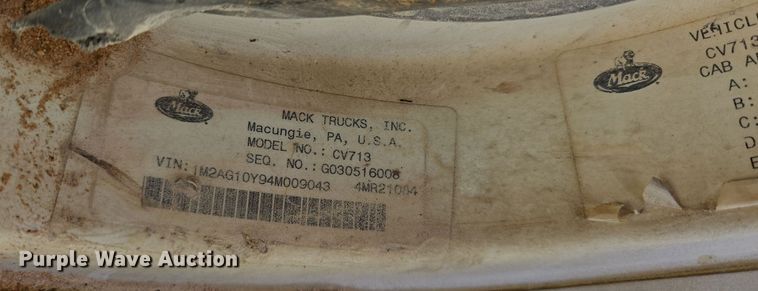 Mack
MACK TRUCKS, INC.
Macungie, PA, U.S.A.
MODEL NO.: CV713
SEQ. NO.: G030516008
VIN: 1M2AG10Y94M009043 4MR21084
Mack
VEHICL
CV713
CAB A
A:
B:
C:
D
E
Purple Wave Auction